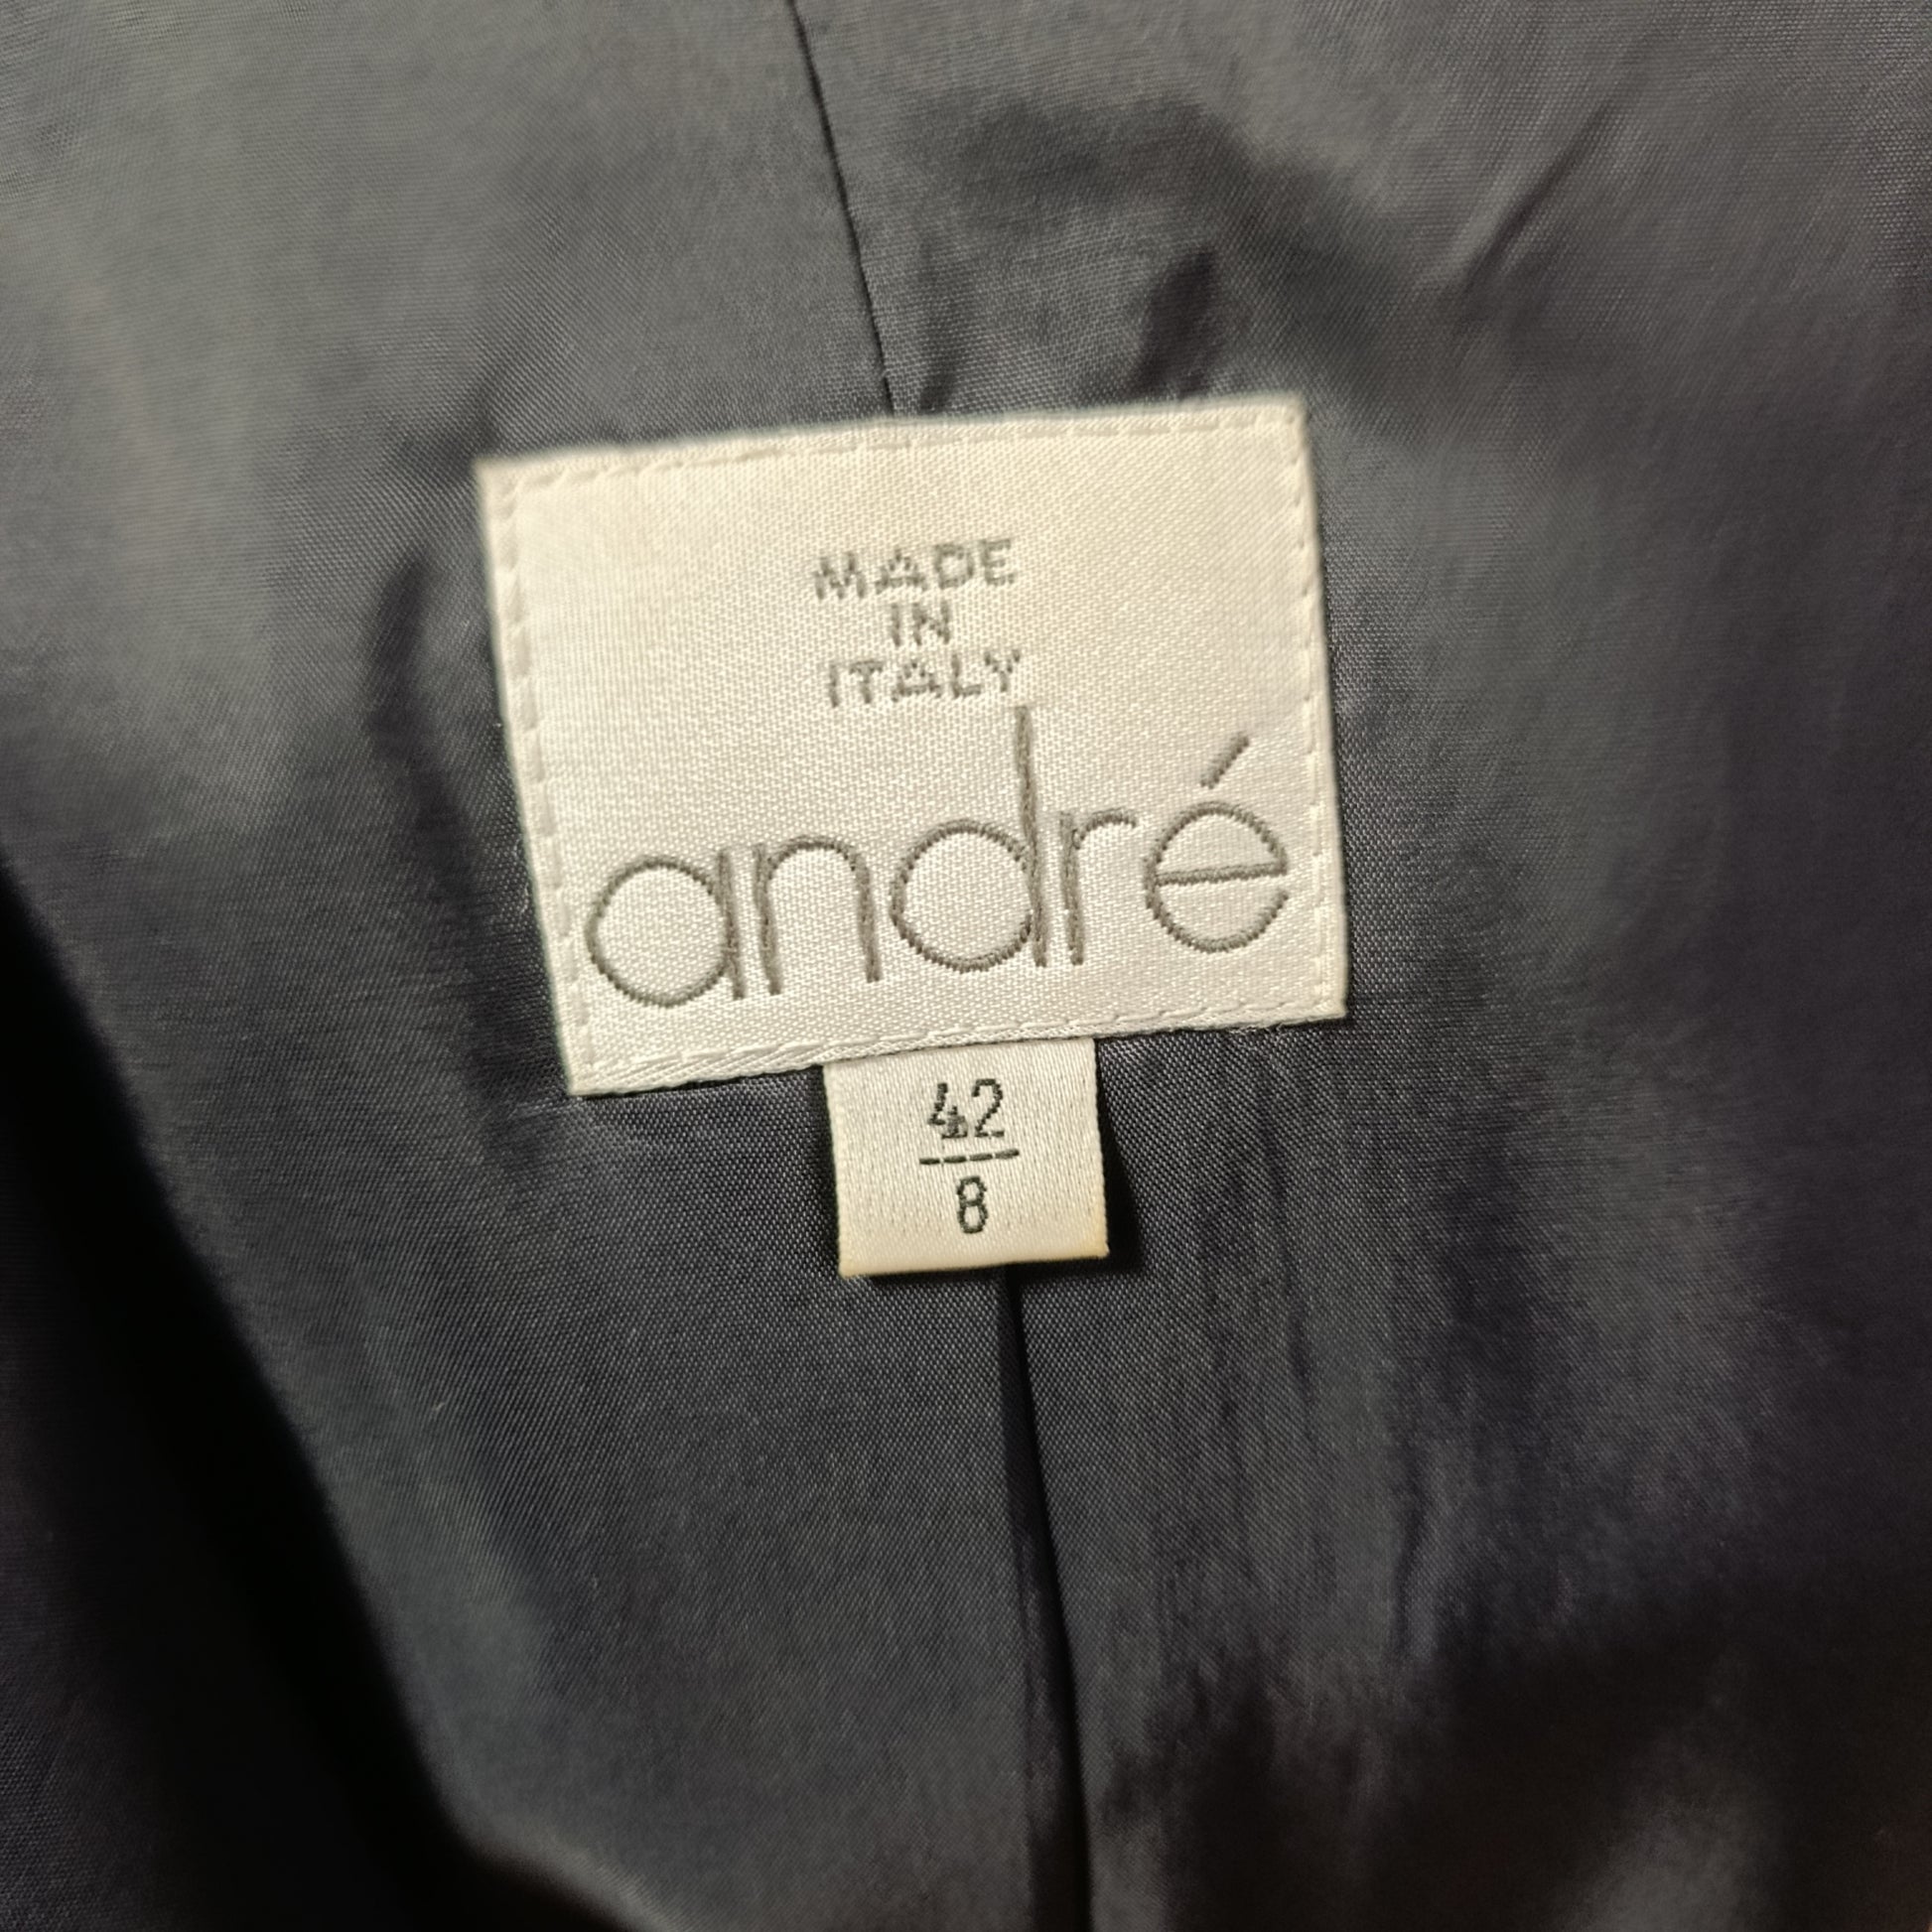 MADE
IN
ITALY
andré
42
8